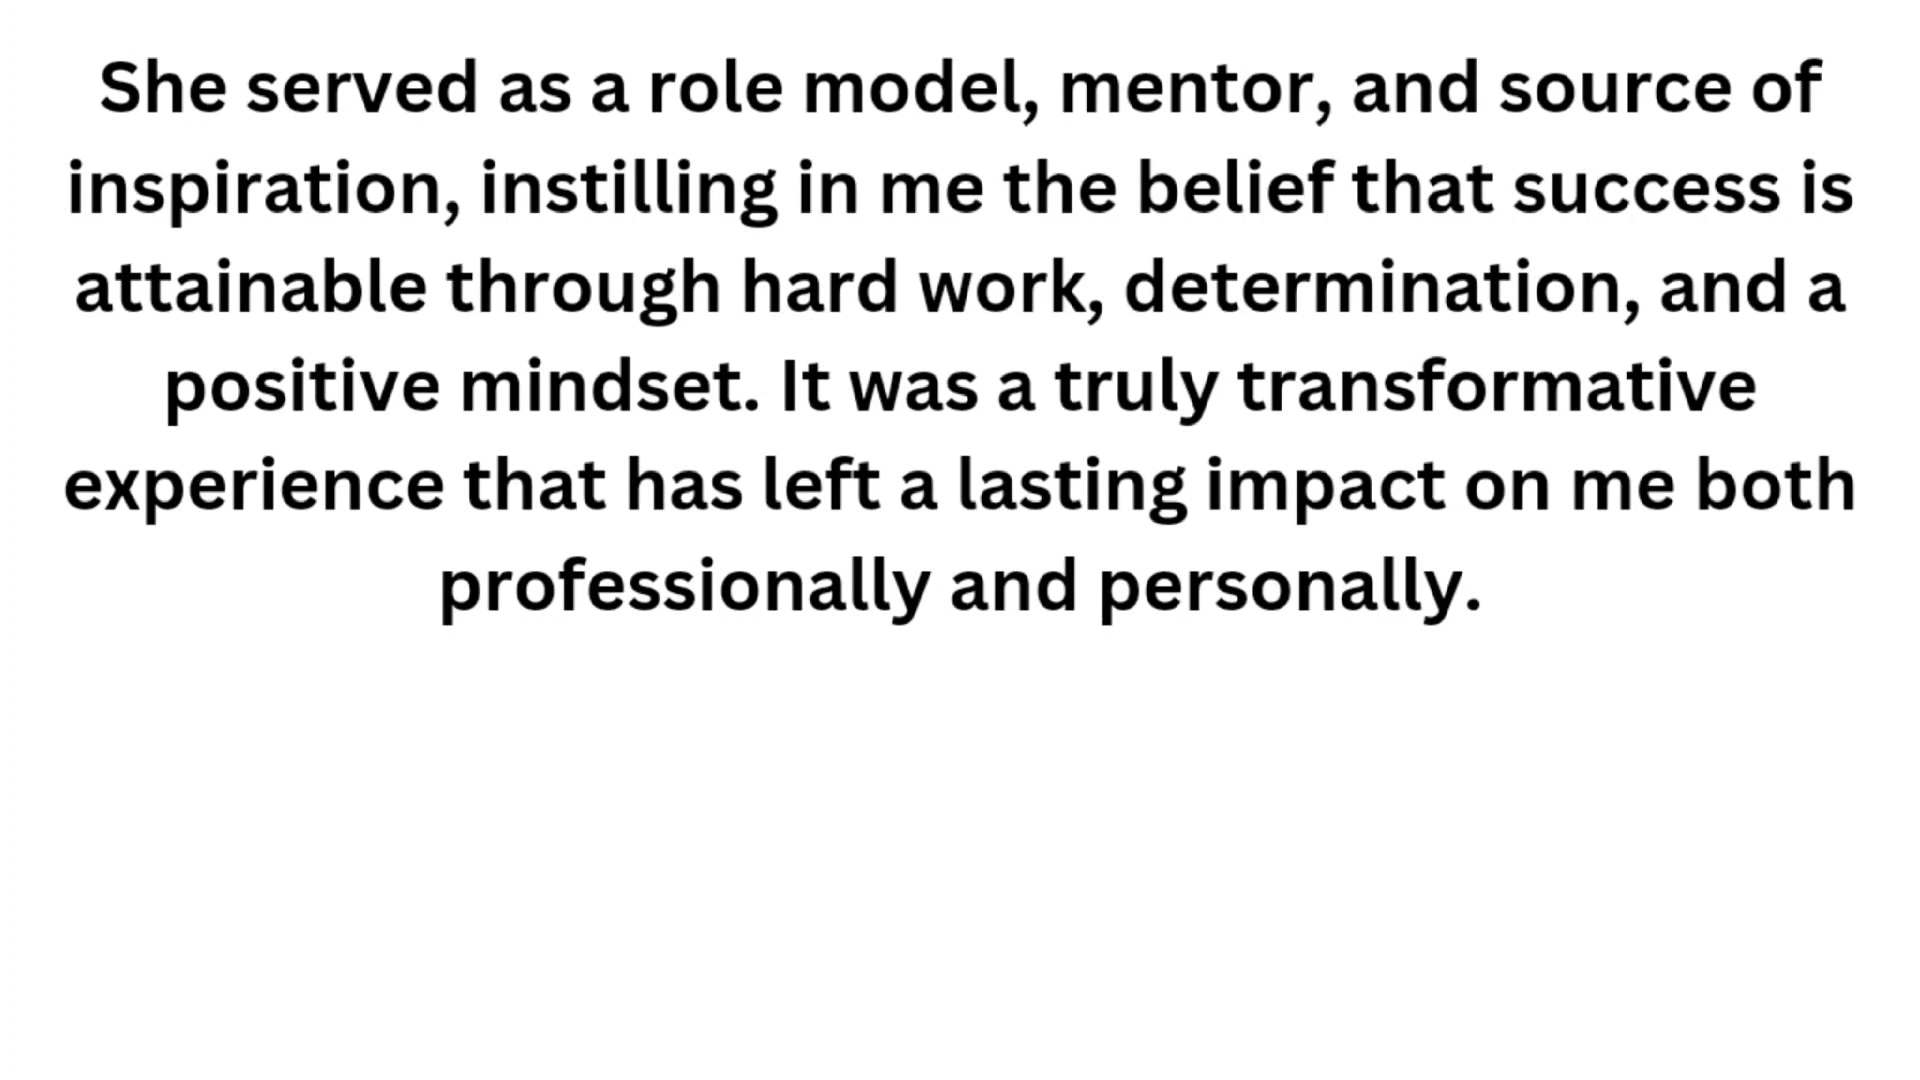 She served as a role model, mentor, and source of
inspiration, instilling in me the belief that success is
attainable through hard work, determination, and a
positive mindset. It was a truly transformative
experience that has left a lasting impact on me both
professionally and personally.